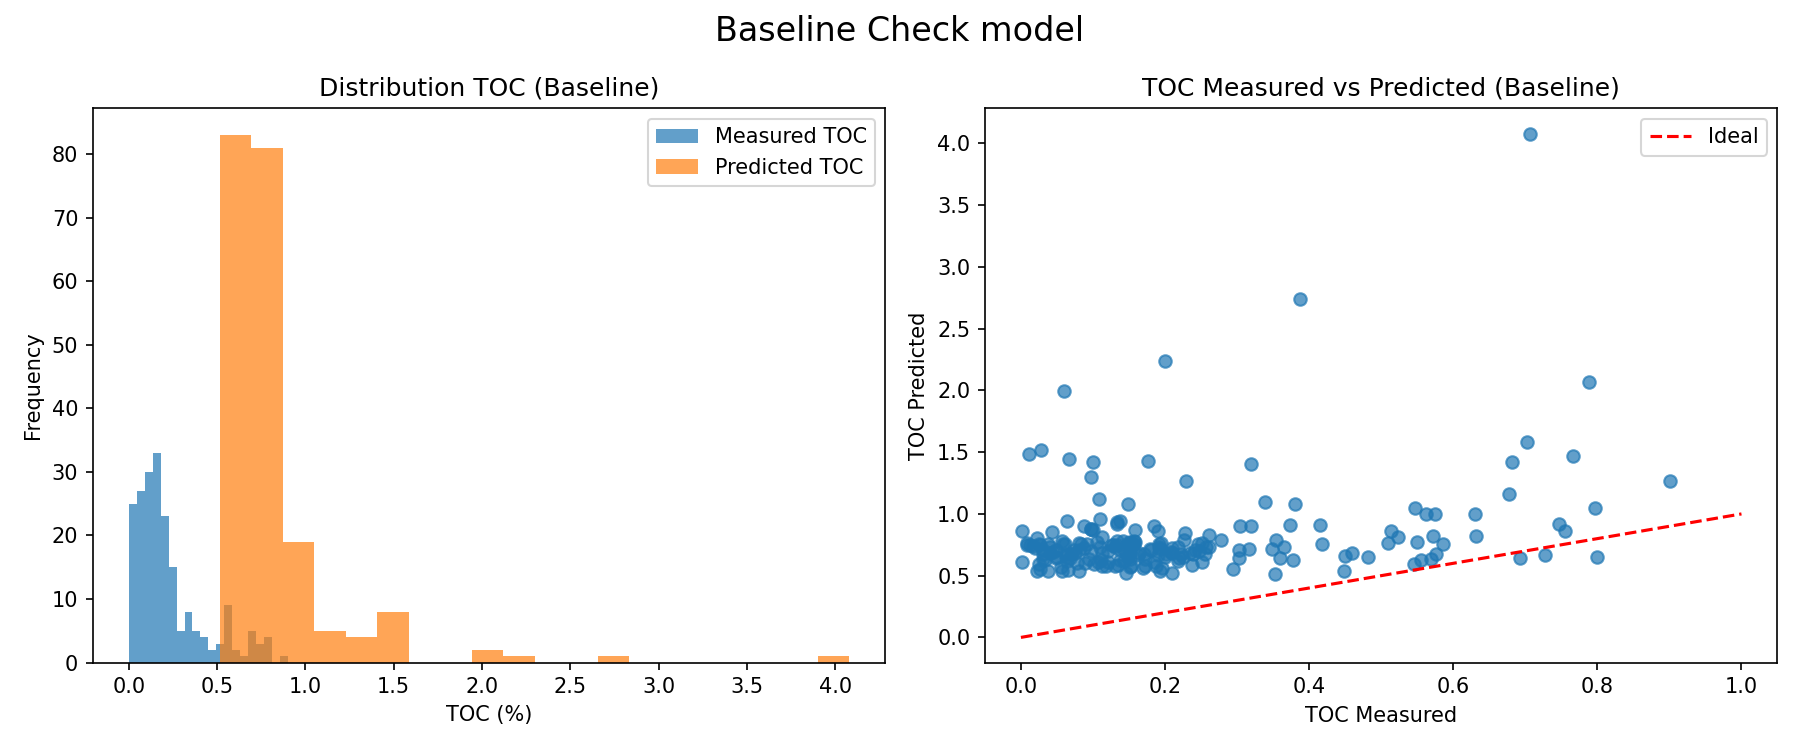 Baseline Check model
Distribution TOC (Baseline)
Measured TOC
Predicted TOC
Frequency
80
70
60
50
40
30
20
10
0
0.0 0.5 1.0 1.5 2.0 2.5 3.0 3.5 4.0
TOC (%)
TOC Measured vs Predicted (Baseline)
Ideal
TOC Predicted
4.0
3.5
3.0
2.5
2.0
1.5
1.0
0.5
0.0
0.0 0.2 0.4 0.6 0.8 1.0
TOC Measured